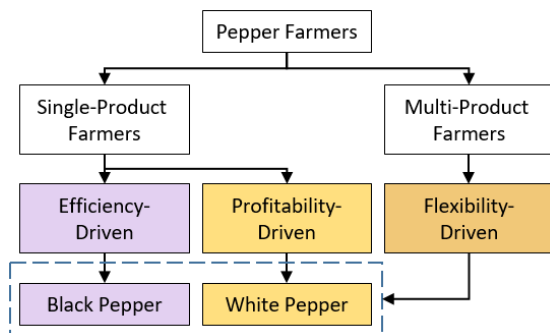 Pepper Farmers
Single-Product
Farmers
Multi-Product
Farmers
Efficiency-
Driven
Profitability-
Driven
Flexibility-
Driven
Black Pepper
White Pepper